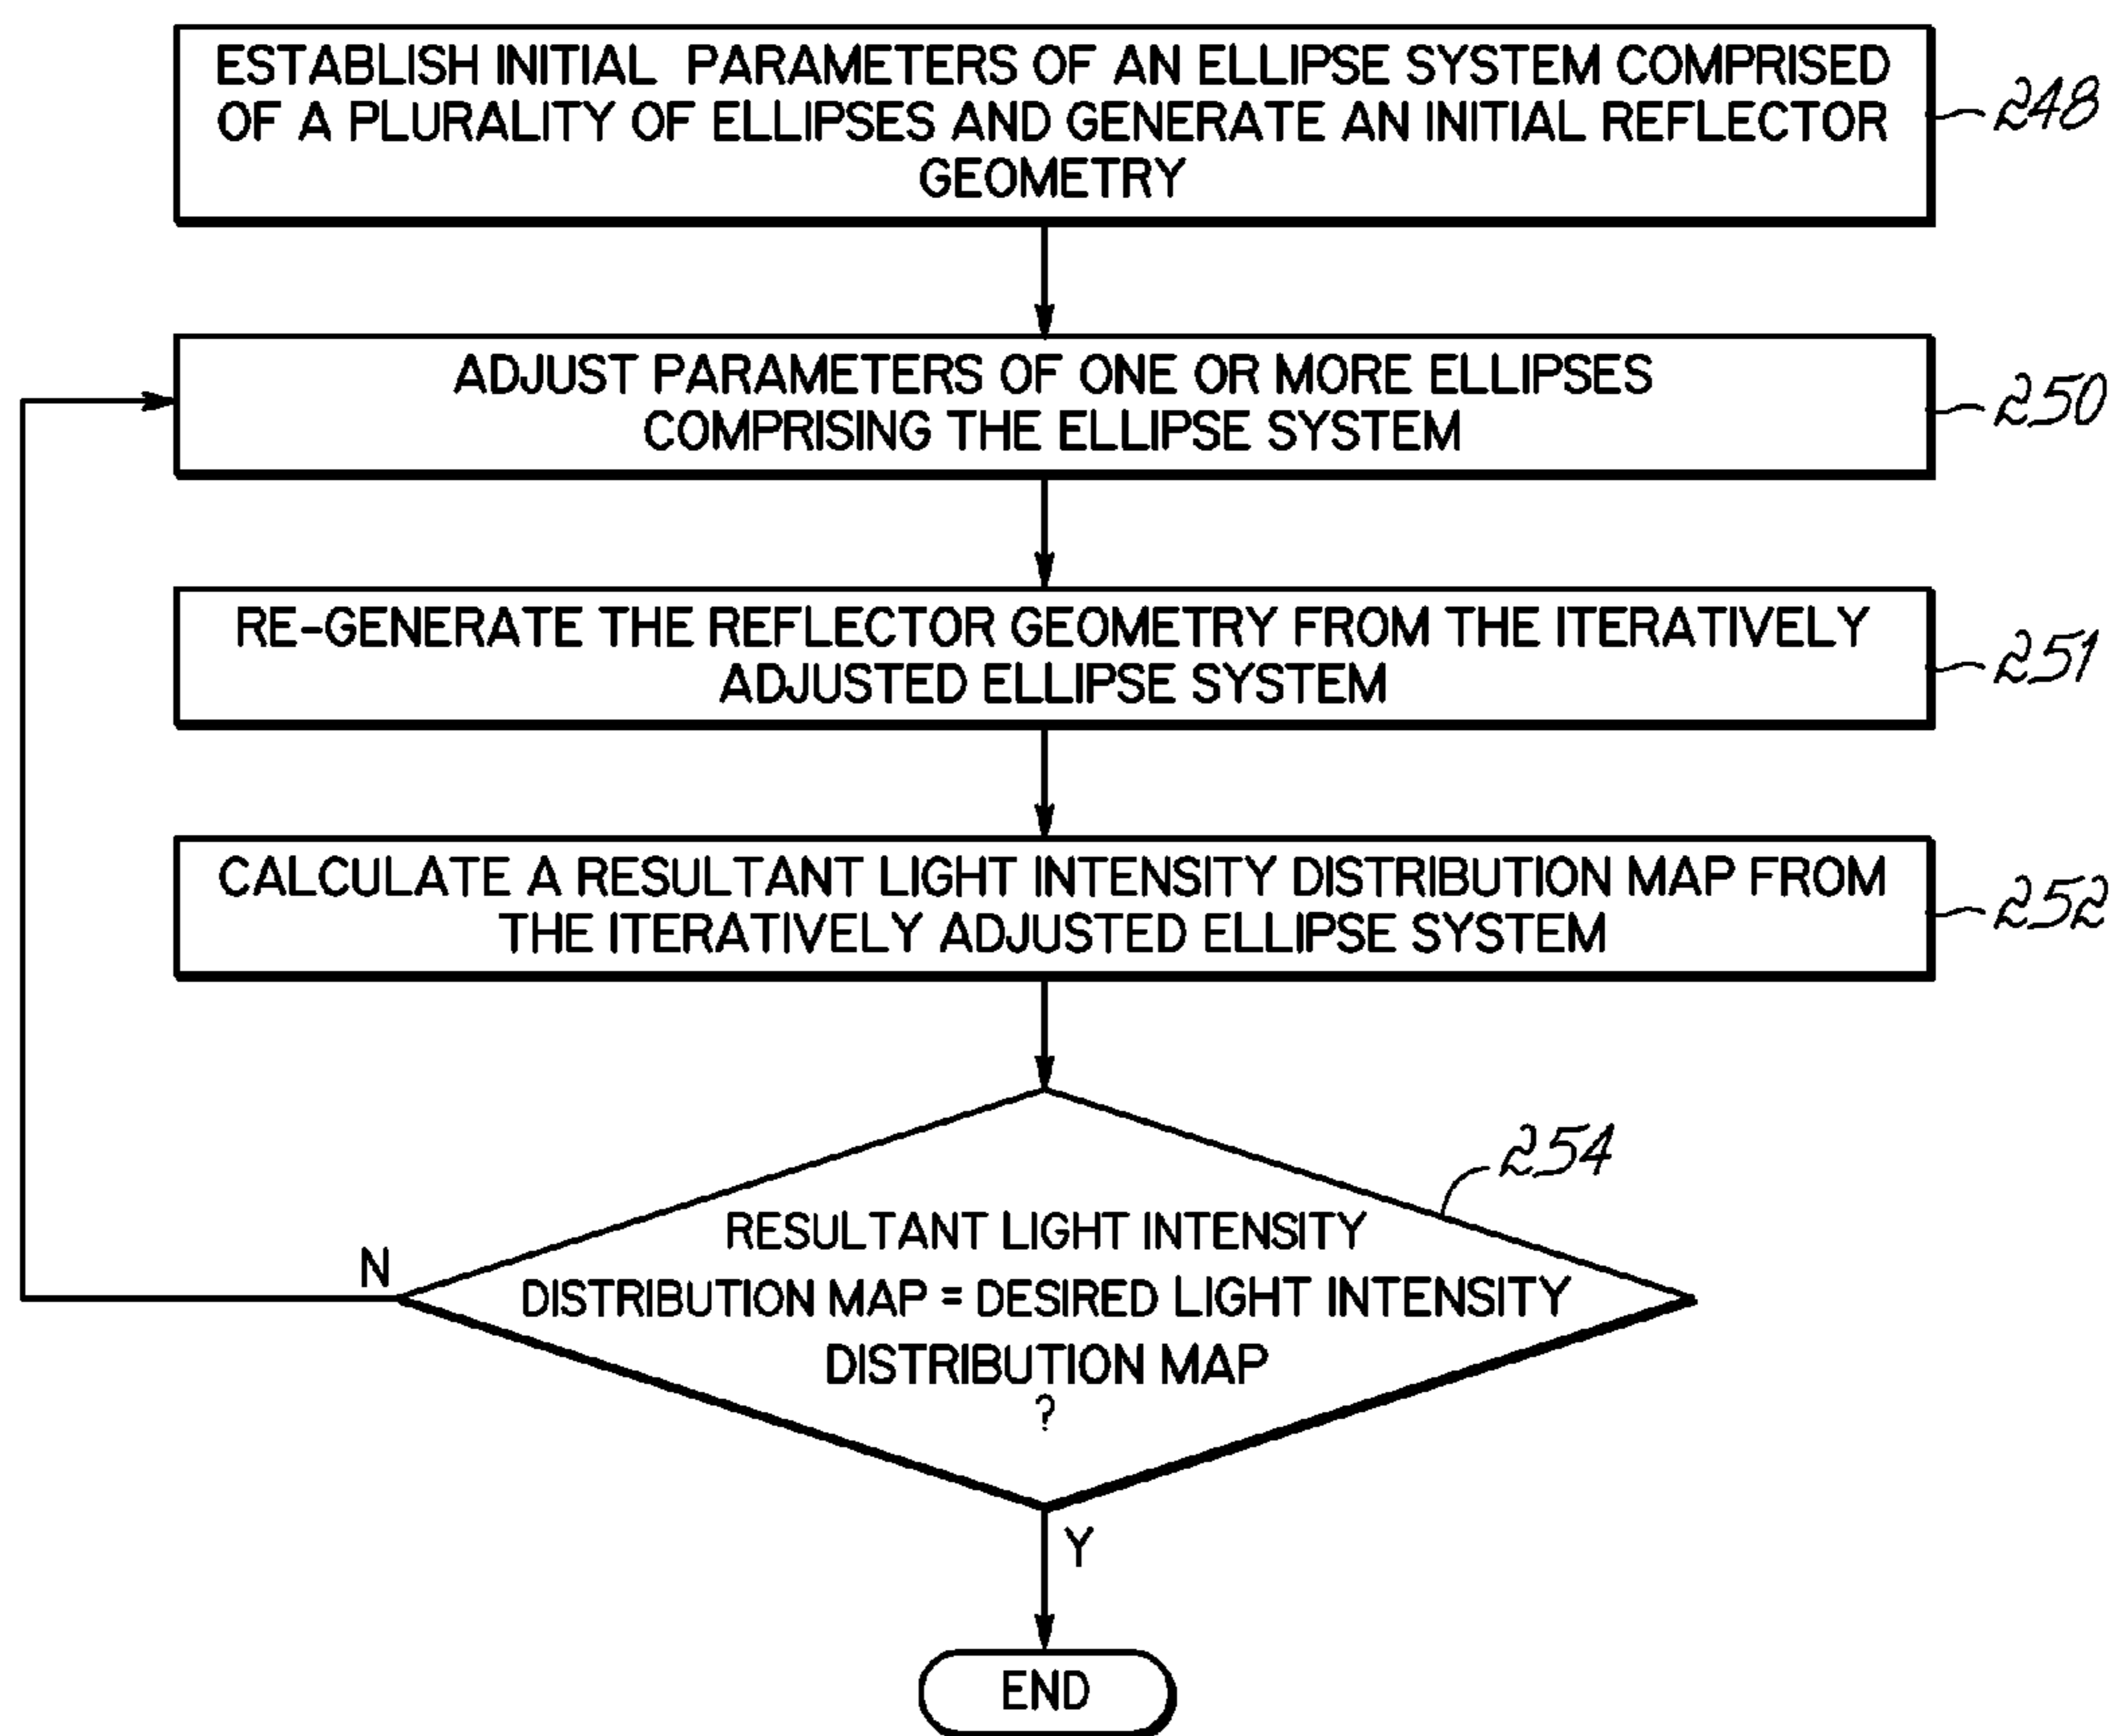 ESTABLISH INITIAL PARAMETERS OF AN ELLIPSE SYSTEM COMPRISED
OF A PLURALITY OF ELLIPSES AND GENERATE AN INITIAL REFLECTOR
GEOMETRY
248
ADJUST PARAMETERS OF ONE OR MORE ELLIPSES
COMPRISING THE ELLIPSE SYSTEM
250
RE-GENERATE THE REFLECTOR GEOMETRY FROM THE ITERATIVELY
ADJUSTED ELLIPSE SYSTEM
251
CALCULATE A RESULTANT LIGHT INTENSITY DISTRIBUTION MAP FROM
THE ITERATIVELY ADJUSTED ELLIPSE SYSTEM
252
254
RESULTANT LIGHT INTENSITY
DISTRIBUTION MAP = DESIRED LIGHT INTENSITY
DISTRIBUTION MAP
?
N
Y
END